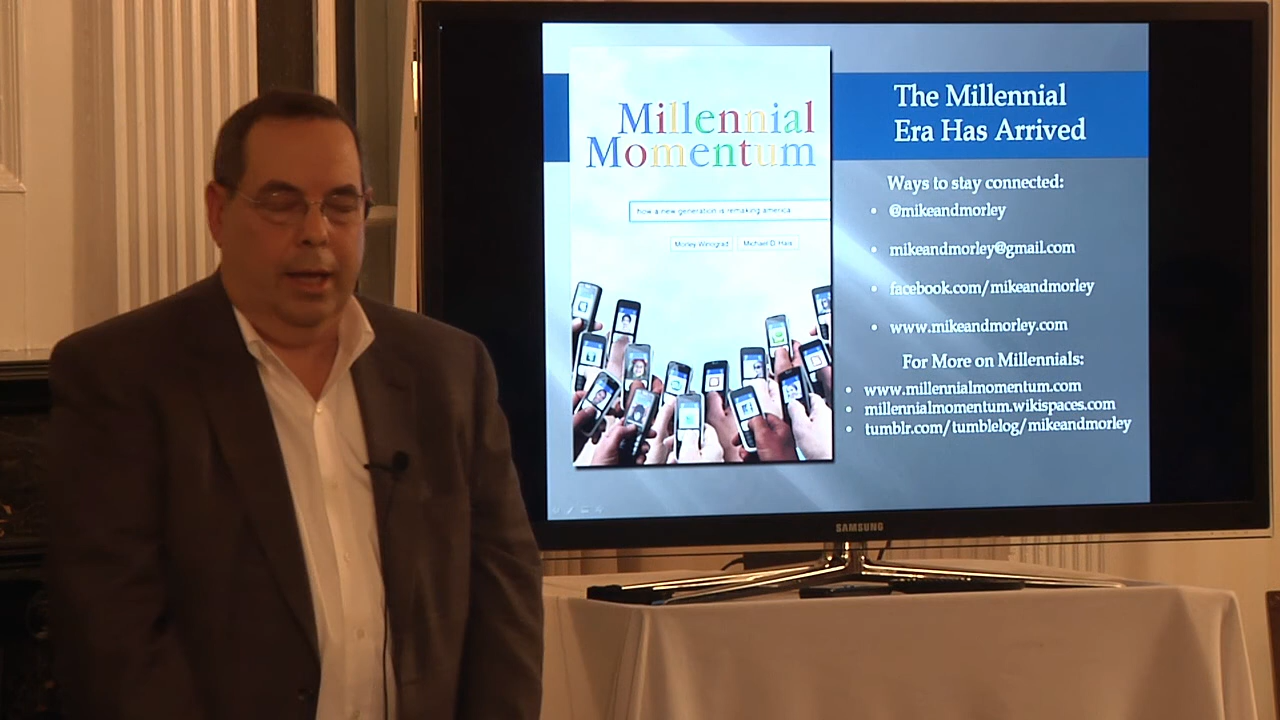 Millennial
Momentum
how a new generation is remaking america
Morley Winograd
Michael D. Hais
The Millennial
Era Has Arrived
Ways to stay connected:
• @mikeandmorley
• mikeandmorley@gmail.com
• facebook.com/mikeandmorley
• www.mikeandmorley.com
For More on Millennials:
• www.millennialmomentum.com
• millennialmomentum.wikispaces.com
• tumblr.com/tumblelog/mikeandmorley
SAMSUNG